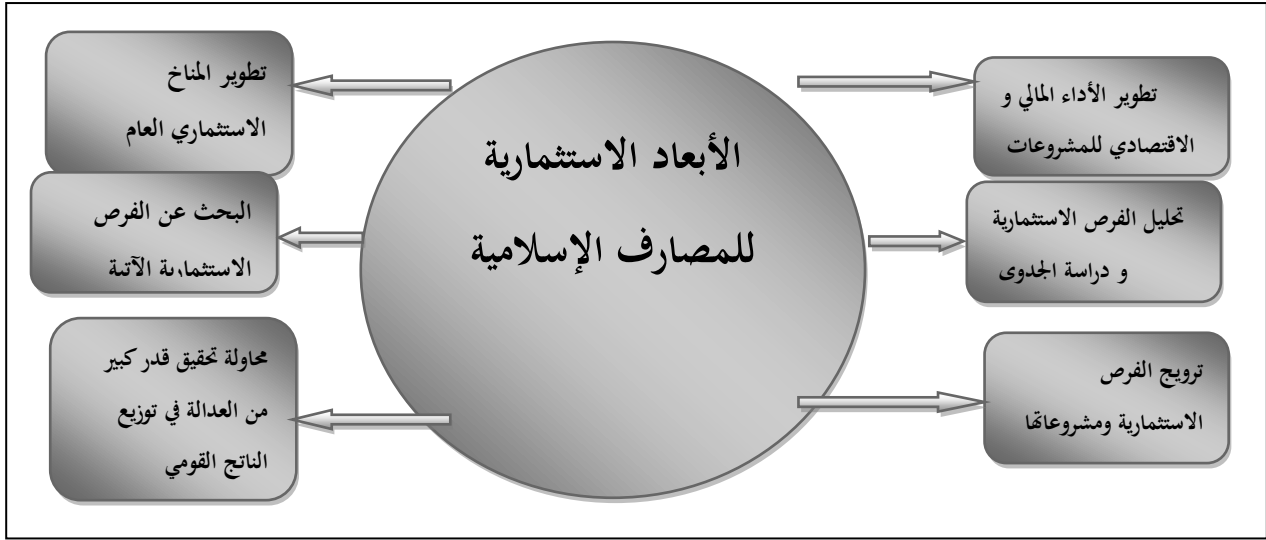 الأبعاد الاستثمارية
للمصارف الإسلامية
تطوير الأداء المالي و
الاقتصادي للمشروعات
تحليل الفرص الاستثمارية
و دراسة الجدوى
ترويج الفرص
الاستثمارية ومشروعاتها
تطوير المناخ
الاستثماري العام
البحث عن الفرص
الاستثمارية الآتية
محاولة تحقيق قدر كبير
من العدالة في توزيع
الناتج القومي